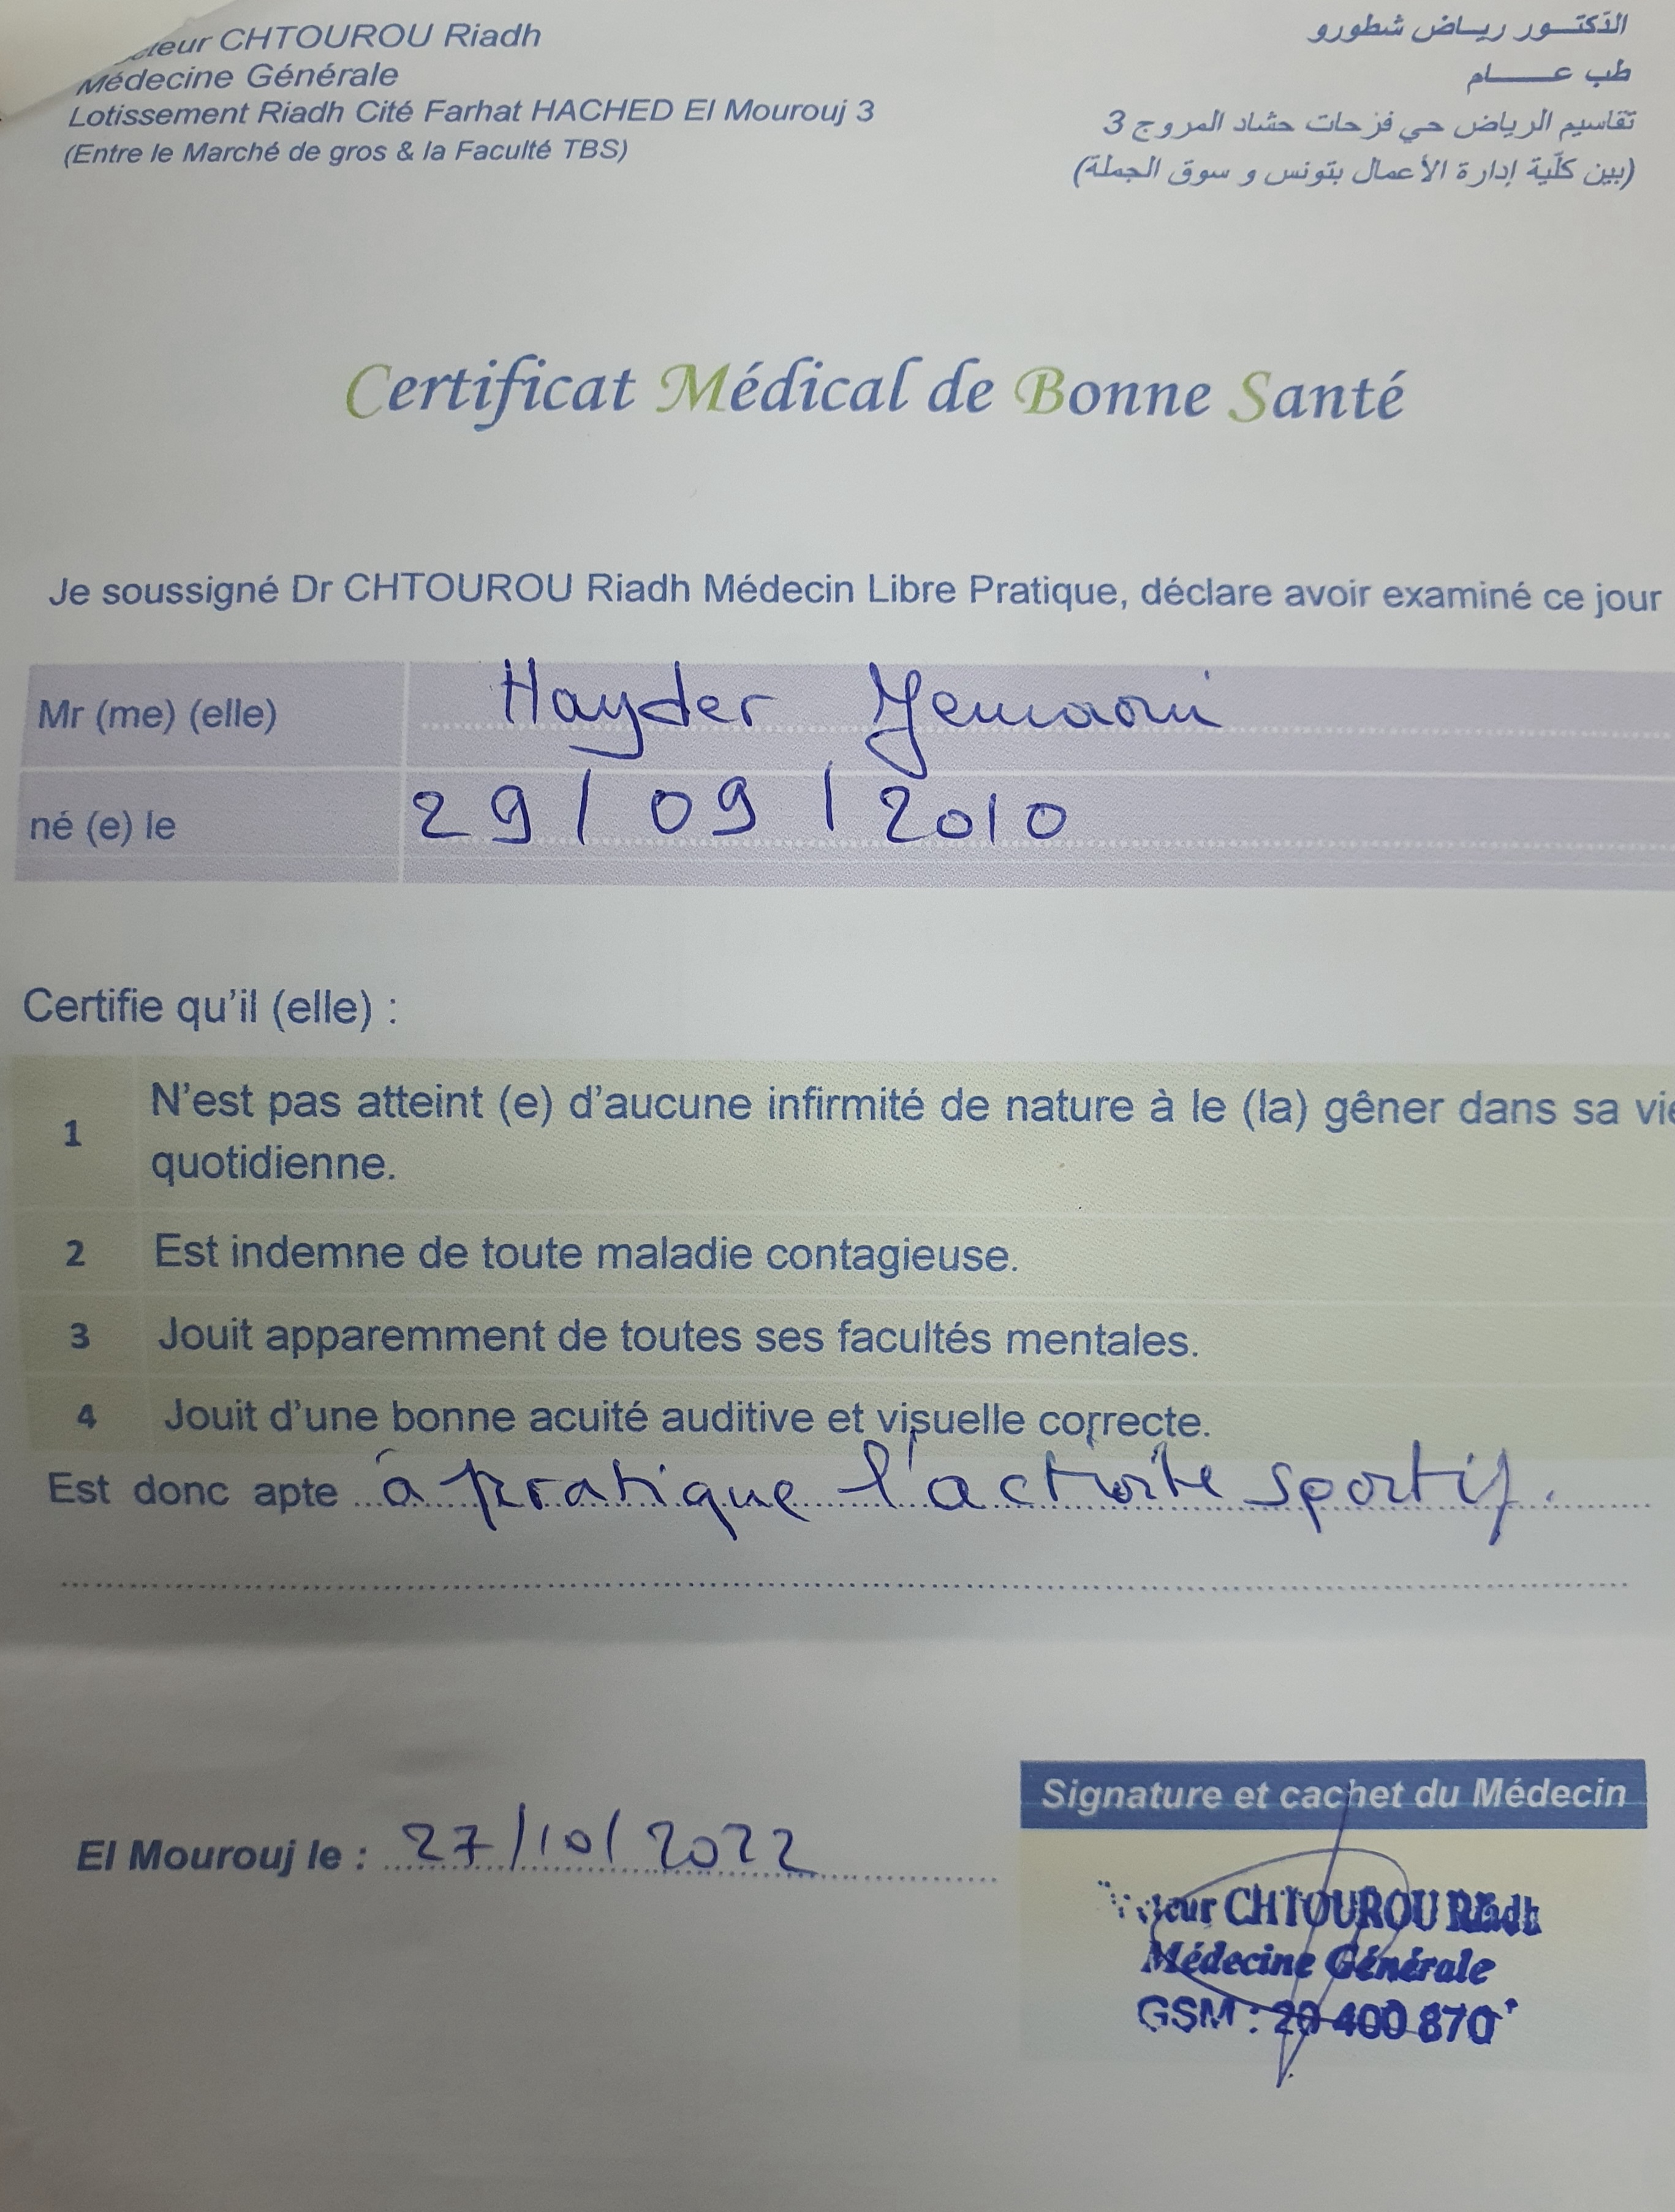 CHTOUROU Riadh
Médecine Générale
Lotissement Riadh Cité Farhat HACHED El Mourouj 3
(Entre le Marché de gros & la Faculté TBS)
الدّكتــور ريــاض شطورو
طب عـــــام
تقاسيم الرياض حي فرحات حشاد المروج 3
(بين كلّية إدارة الأعمال بتونس و سوق الجملة)
Certificat Médical de Bonne Santé
Je soussigné Dr CHTOUROU Riadh Médecin Libre Pratique, déclare avoir examiné ce jour
Mr (me) (elle) Hayder
né (e) le 29/09/2010
Certifie qu'il (elle) :
1 N'est pas atteint (e) d'aucune infirmité de nature à le (la) gêner dans sa vie
quotidienne.
2 Est indemne de toute maladie contagieuse.
3 Jouit apparemment de toutes ses facultés mentales.
4 Jouit d'une bonne acuité auditive et visuelle correcte.
Est donc apte à pratique l'activité sportif.
El Mourouj le : 27/10/2022
Signature et cachet du Médecin
CHTOUROU Riadh
Médecine Générale
GSM : 20 400 870